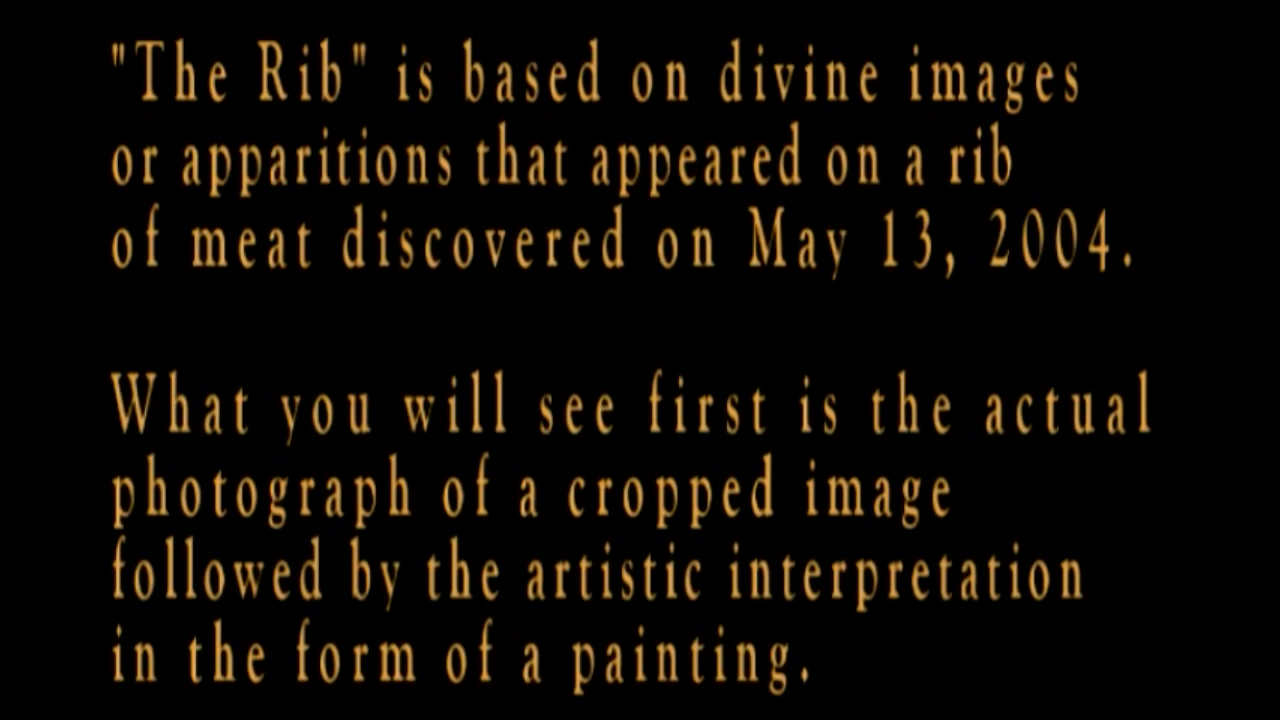 "The Rib" is based on divine images
or apparitions that appeared on a rib
of meat discovered on May 13, 2004.
What you will see first is the actual
photograph of a cropped image
followed by the artistic interpretation
in the form of a painting.